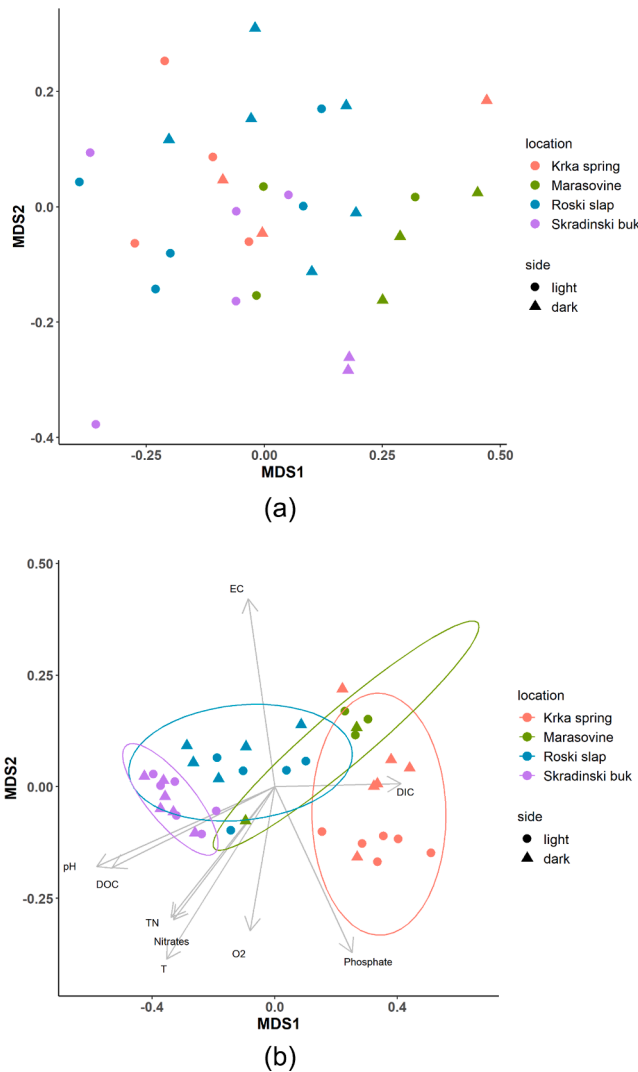 0.2
0.0
-0.2
-0.4
MDS2
-0.25
0.00
0.25
0.50
MDS1
location
Krka spring
Marasovine
Roski slap
Skradinski buk
side
light
dark
(a)
0.50
0.25
0.00
-0.25
MDS2
EC
DIC
pH
DOC
TN
Nitrates
T
O2
Phosphate
-0.4
0.0
0.4
MDS1
location
Krka spring
Marasovine
Roski slap
Skradinski buk
side
light
dark
(b)